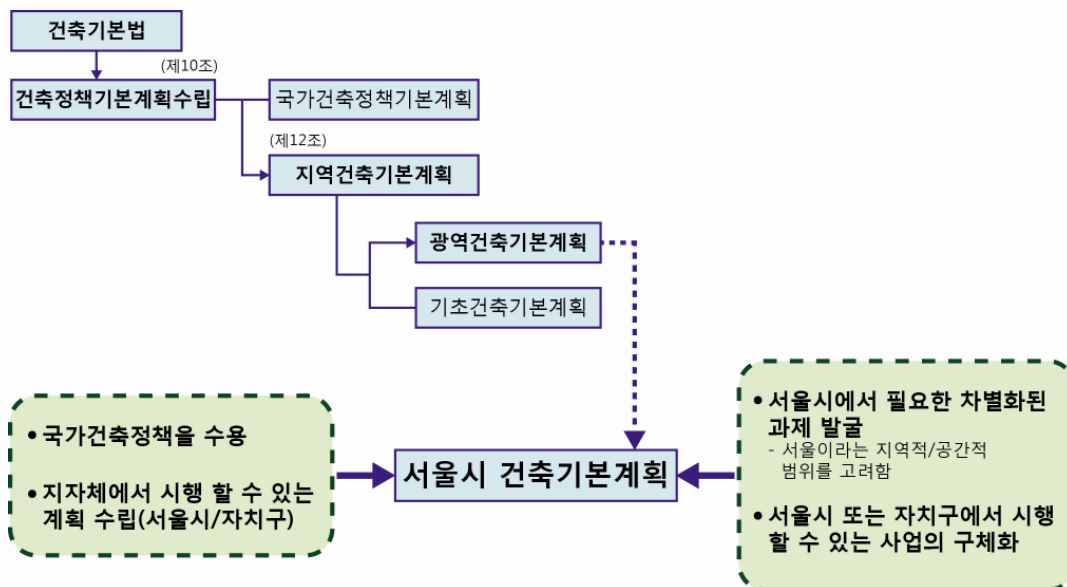 건축기본법
(제10조)
건축정책기본계획수립
국가건축정책기본계획
(제12조)
지역건축기본계획
광역건축기본계획
기초건축기본계획
• 국가건축정책을 수용
• 지자체에서 시행 할 수 있는
계획 수립(서울시/자치구)
서울시 건축기본계획
• 서울시에서 필요한 차별화된
과제 발굴
- 서울이라는 지역적/공간적
범위를 고려함
• 서울시 또는 자치구에서 시행
할 수 있는 사업의 구체화